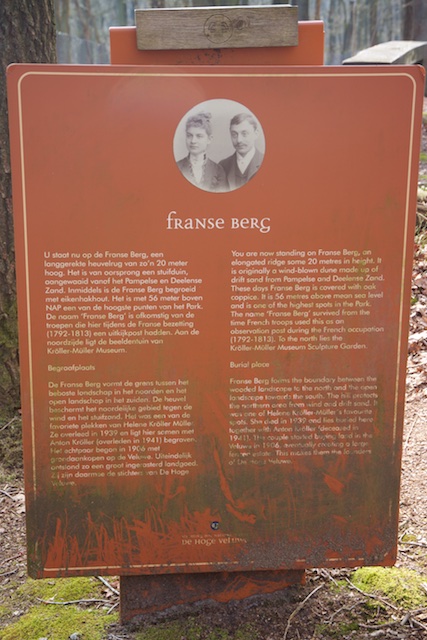 franse berg
U staat nu op de Franse Berg, een
langgerekte heuvelrug van zo'n 20 meter
hoog. Het is van oorsprong een stuifduin,
aangewaaid vanaf het Pampelse en Deelense
Zand. Inmiddels is de Franse Berg begroeid
met eikenhakhout. Het is met 56 meter boven
NAP een van de hoogste punten van het Park.
De naam 'Franse Berg' is afkomstig van de
troepen die hier tijdens de Franse bezetting
(1792-1813) een uitkijkpost hadden. Aan de
noordzijde ligt de beeldentuin van
Kröller-Müller Museum.
Begraafplaats
De Franse Berg vormt de grens tussen het
beboste landschap in het noorden en het
open landschap in het zuiden. De heuvel
beschermt het noordelijke gebied tegen de
wind en het stuifzand. Het was een van de
favoriete plekken van Helene Kröller-Müller.
Ze overleed in 1939 en ligt hier samen met
Anton Kröller (overleden in 1941) begraven.
Het echtpaar begon in 1906 met
grondaankopen op de Veluwe. Uiteindelijk
ontstond zo een groot ingerasterd landgoed.
Zij zijn daarmee de stichters van De Hoge
Veluwe.
You are now standing on Franse Berg, an
elongated ridge some 20 metres in height. It
is originally a wind-blown dune made up of
drift sand from Pampelse and Deelense Zand.
These days Franse Berg is covered with oak
coppice. It is 56 metres above mean sea level
and is one of the highest spots in the Park.
The name 'Franse Berg' survived from the
time French troops used this as an
observation post during the French occupation
(1792-1813). To the north lies the
Kröller-Müller Museum Sculpture Garden.
Burial place
Franse Berg forms the boundary between the
wooded landscape to the north and the open
landscape towards the south. The hill protects
the northern area from wind and drift sand. It
was one of Helene Kröller-Müller's favourite
spots. She died in 1939 and lies buried here
together with Anton Kröller (deceased in
1941). The couple started buying land in the
Veluwe in 1906, eventually creating a large
fenced estate. This makes them the founders
of De Hoge Veluwe.
De Hoge Veluwe